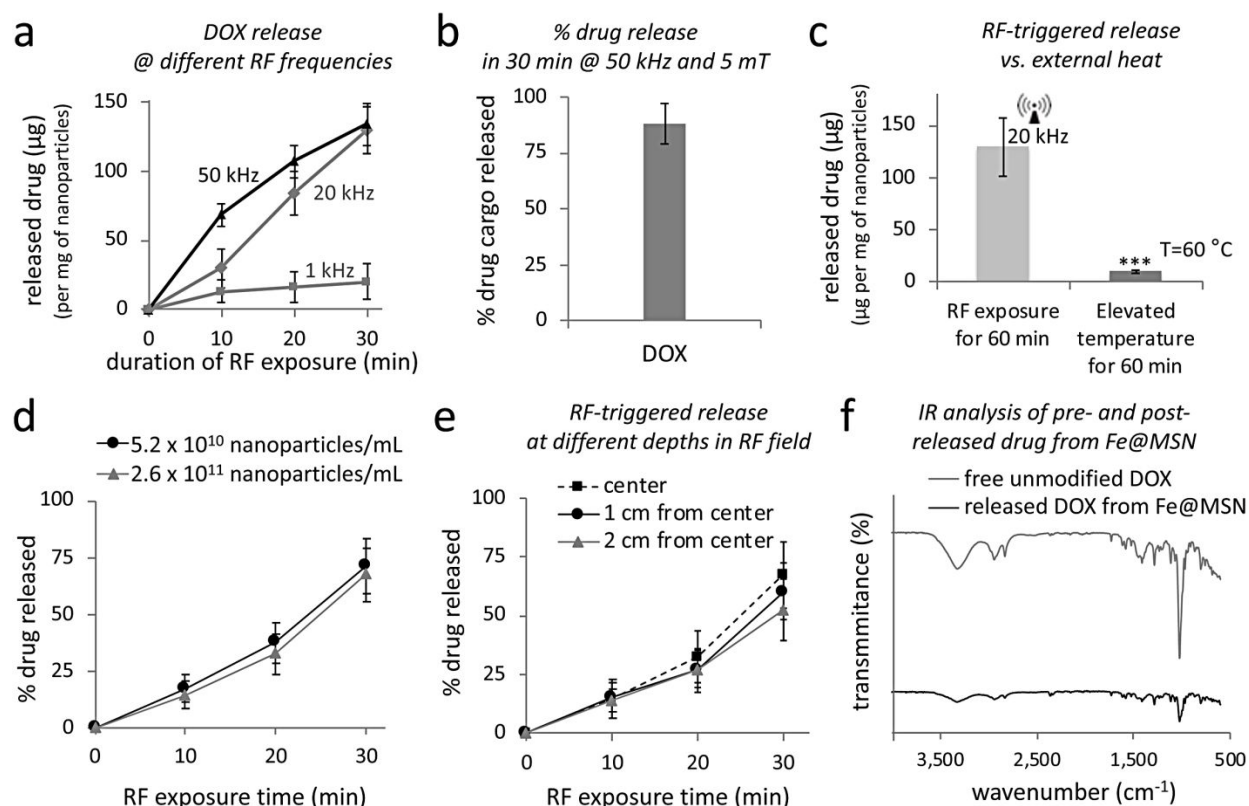 a
DOX release
@ different RF frequencies
released drug (µg)
(per mg of nanoparticles)
150
100
50
0
50 kHz
20 kHz
1 kHz
0 10 20 30
duration of RF exposure (min)
b
% drug release
in 30 min @ 50 kHz and 5 mT
% drug cargo released
100
75
50
25
0
DOX
c
RF-triggered release
vs. external heat
released drug (µg)
(µg per mg of nanoparticles)
150
100
50
0
20 kHz
T=60 °C
***
RF exposure
for 60 min
Elevated
temperature
for 60 min
d
5.2 x 10¹⁰ nanoparticles/mL
2.6 x 10¹¹ nanoparticles/mL
% drug released
100
75
50
25
0
0 10 20 30
RF exposure time (min)
e
RF-triggered release
at different depths in RF field
center
1 cm from center
2 cm from center
% drug released
100
75
50
25
0
0 10 20 30
RF exposure time (min)
f
IR analysis of pre- and post-
released drug from Fe@MSN
free unmodified DOX
released DOX from Fe@MSN
transmmitance (%)
3,500 2,500 1,500 500
wavenumber (cm⁻¹)